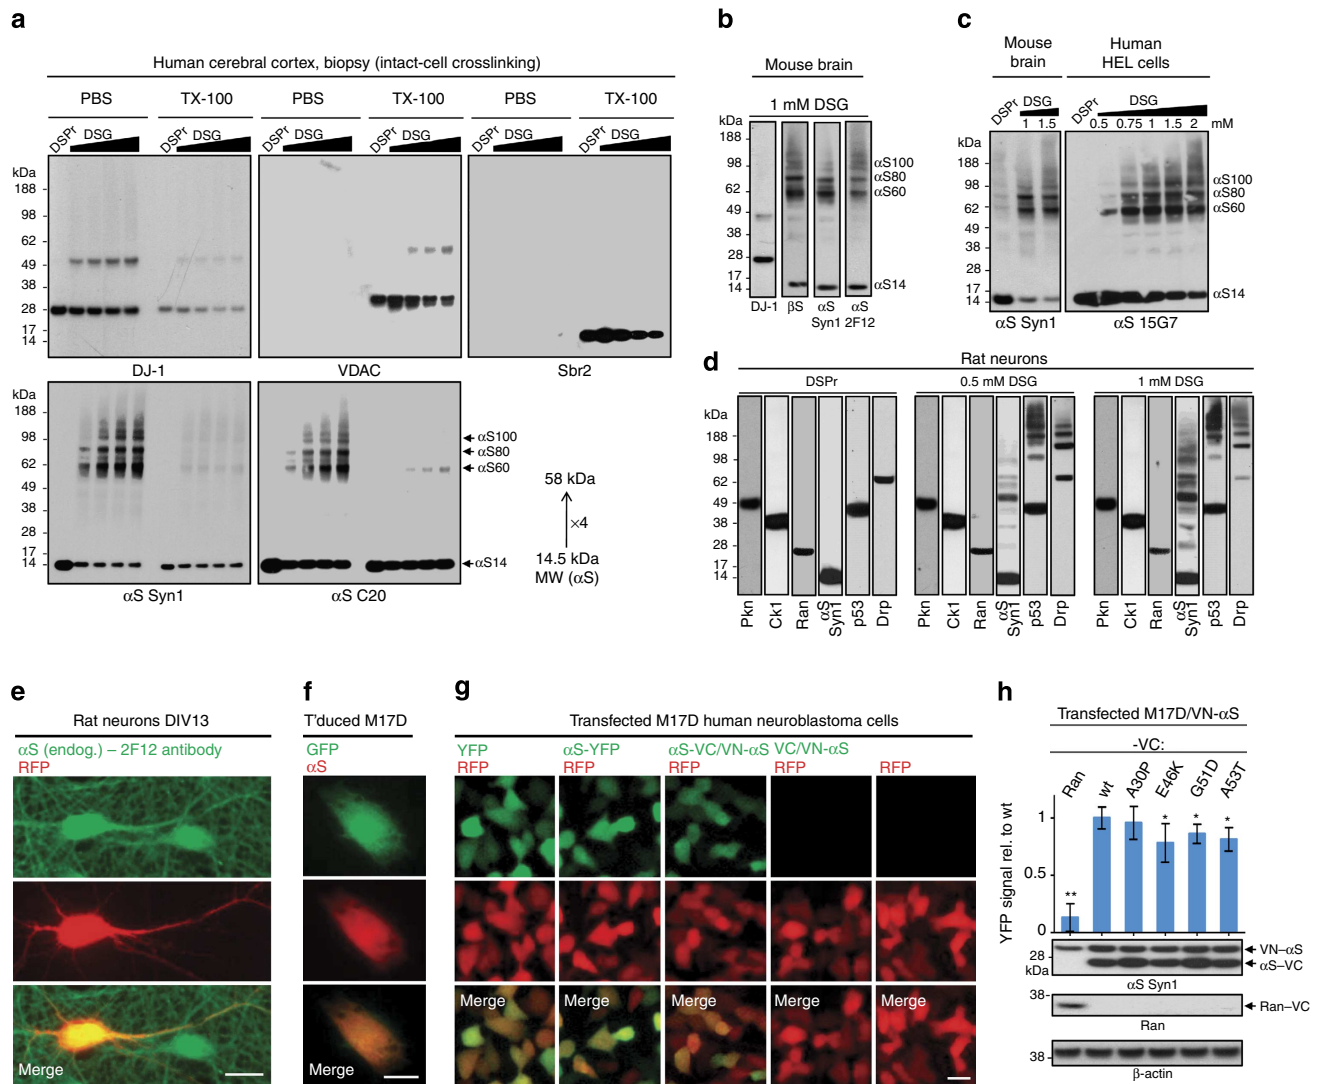 a
Human cerebral cortex, biopsy (intact-cell crosslinking)
PBS TX-100 PBS TX-100 PBS TX-100
DSPr DSG DSPr DSG DSPr DSG DSPr DSG DSPr DSG DSPr DSG
kDa
188
98
62
49
38
28
17
14
DJ-1 VDAC Sbr2
kDa
188
98
62
49
38
28
17
14
αS100
αS80
αS60
αS14
58 kDa
×4
14.5 kDa
MW (αS)
αS Syn1 αS C20
b
Mouse brain
1 mM DSG
kDa
188
98
62
49
38
28
17
14
αS100
αS80
αS60
αS14
DJ-1 βS αS αS
Syn1 2F12
c
Mouse brain
Human HEL cells
DSPr DSG DSPr DSG
1 1.5 0.5 0.75 1 1.5 2 mM
kDa
188
98
62
49
38
28
17
14
αS100
αS80
αS60
αS14
αS Syn1 αS 15G7
d
Rat neurons
DSPr 0.5 mM DSG 1 mM DSG
kDa
188
98
62
49
38
28
17
14
Pkn Ck1 Ran αS Syn1 p53 Drp Pkn Ck1 Ran αS Syn1 p53 Drp Pkn Ck1 Ran αS Syn1 p53 Drp
e
Rat neurons DIV13
αS (endog.) – 2F12 antibody
RFP
Merge
f
T'duced M17D
GFP
αS
Merge
g
Transfected M17D human neuroblastoma cells
YFP αS-YFP αS-VC/VN-αS VC/VN-αS
RFP RFP RFP RFP RFP
Merge Merge Merge Merge Merge
h
Transfected M17D/VN-αS
-VC:
Ran wt A30P E46K G51D A53T
YFP signal rel. to wt
1
0.5
0
** * * *
28
kDa
VN–αS
αS–VC
αS Syn1
38
Ran–VC
Ran
38
β-actin